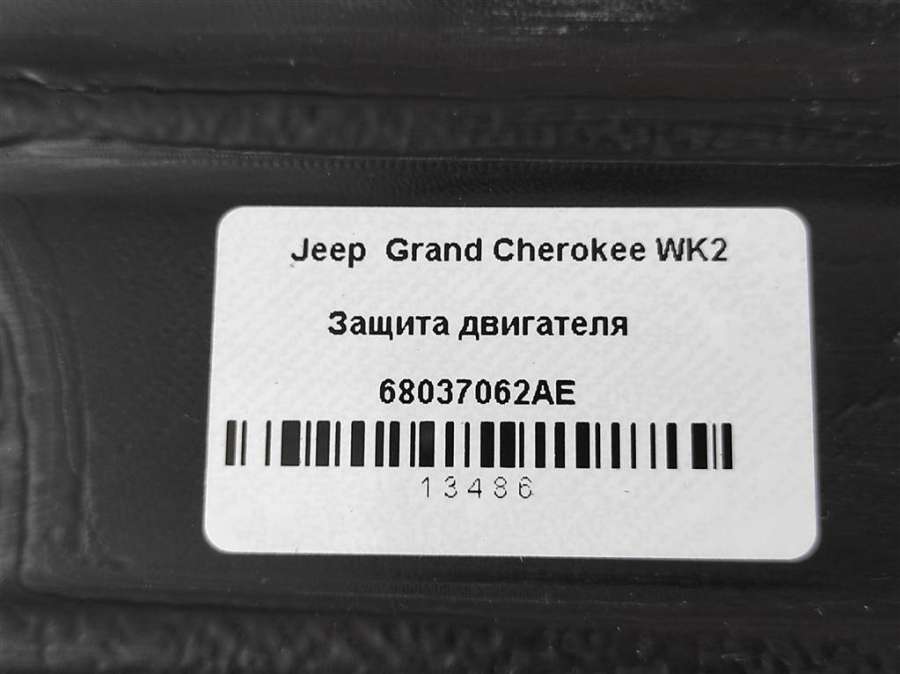 Jeep Grand Cherokee WK2
Защита двигателя
68037062AE
13486